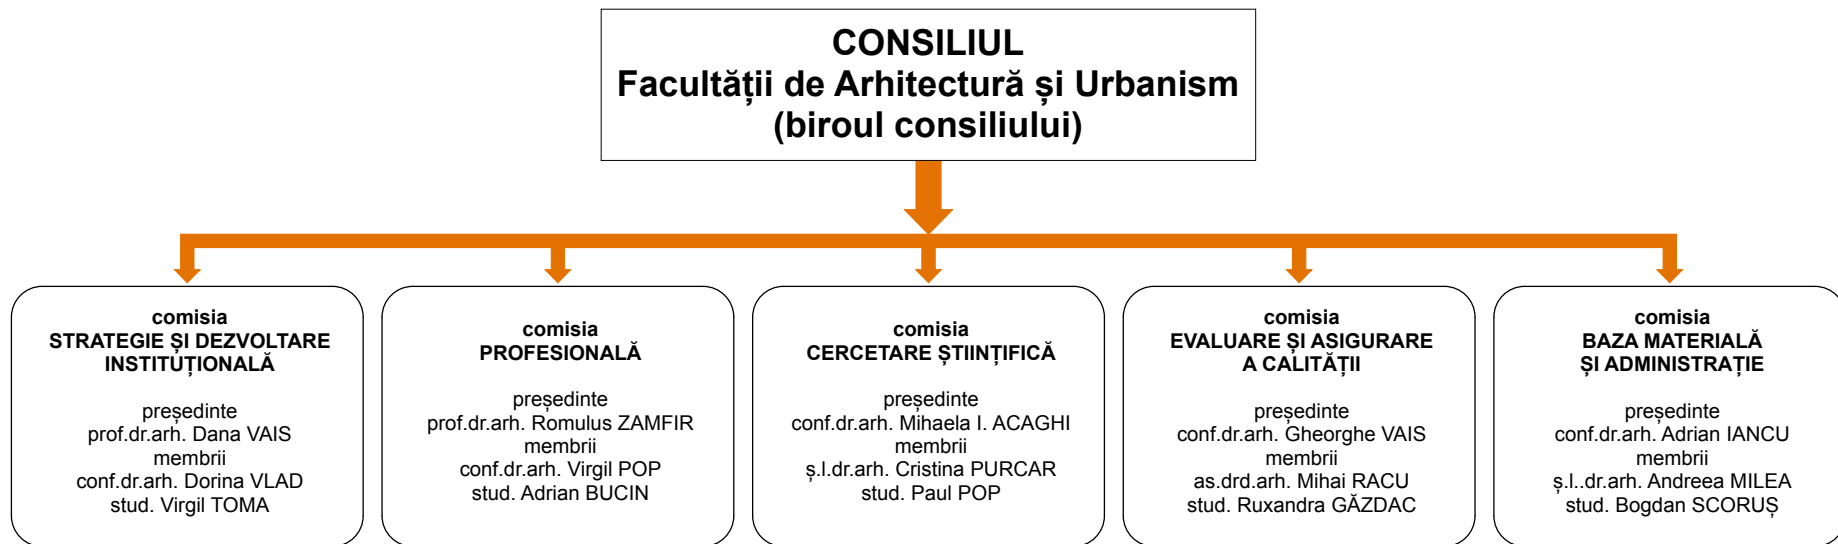 CONSILIUL
Facultății de Arhitectură și Urbanism
(biroul consiliului)
comisia
STRATEGIE ȘI DEZVOLTARE
INSTITUȚIONALĂ
președinte
prof.dr.arh. Dana VAIS
membrii
conf.dr.arh. Dorina VLAD
stud. Virgil TOMA
comisia
PROFESIONALĂ
președinte
prof.dr.arh. Romulus ZAMFIR
membrii
conf.dr.arh. Virgil POP
stud. Adrian BUCIN
comisia
CERCETARE ȘTIINȚIFICĂ
președinte
conf.dr.arh. Mihaela I. ACAGHI
membrii
ș.l.dr.arh. Cristina PURCAR
stud. Paul POP
comisia
EVALUARE ȘI ASIGURARE
A CALITĂȚII
președinte
conf.dr.arh. Gheorghe VAIS
membrii
as.drd.arh. Mihai RACU
stud. Ruxandra GĂZDAC
comisia
BAZA MATERIALĂ
ȘI ADMINISTRAȚIE
președinte
conf.dr.arh. Adrian IANCU
membrii
ș.l..dr.arh. Andreea MILEA
stud. Bogdan SCORUȘ